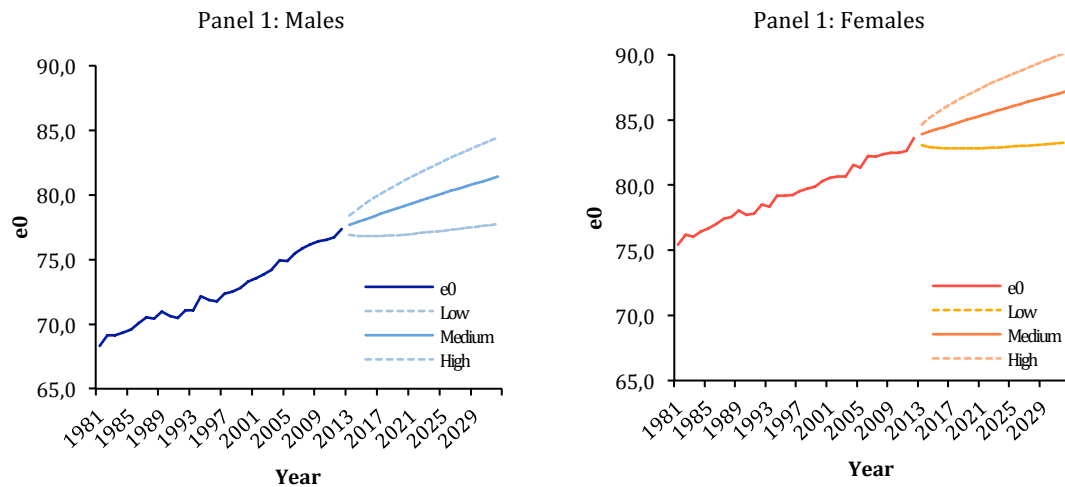 Panel 1: Males
90,0
85,0
80,0
75,0
70,0
65,0
e0
e0
Low
Medium
High
1981
1985
1989
1993
1997
2001
2005
2009
2013
2017
2021
2025
2029
Year
Panel 1: Females
90,0
85,0
80,0
75,0
70,0
65,0
e0
e0
Low
Medium
High
1981
1985
1989
1993
1997
2001
2005
2009
2013
2017
2021
2025
2029
Year